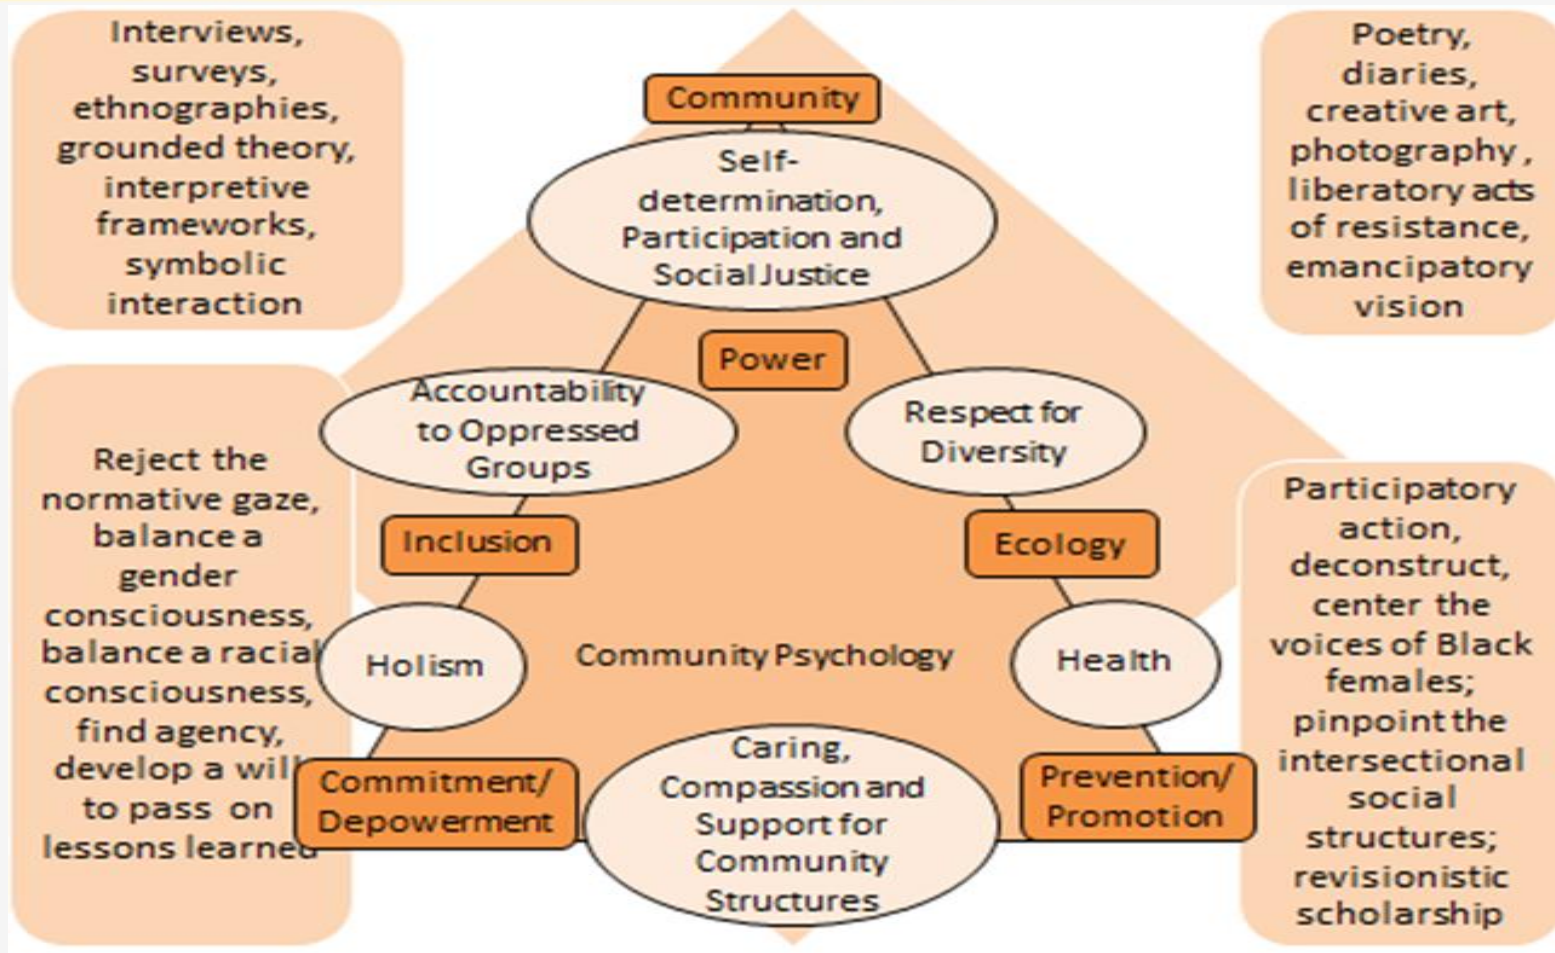 Interviews,
surveys,
ethnographies,
grounded theory,
interpretive
frameworks,
symbolic
interaction
Poetry,
diaries,
creative art,
photography,
liberatory acts
of resistance,
emancipatory
vision
Community
Self-
determination,
Participation and
Social Justice
Power
Accountability
to Oppressed
Groups
Respect for
Diversity
Inclusion
Ecology
Holism
Community Psychology
Health
Commitment/
Depowerment
Caring,
Compassion and
Support for
Community
Structures
Prevention/
Promotion
Reject the
normative gaze,
balance a
gender
consciousness,
balance a racial
consciousness,
find agency,
develop a will
to pass on
lessons learned
Participatory
action,
deconstruct,
center the
voices of Black
females;
pinpoint the
intersectional
social
structures;
revisionistic
scholarship